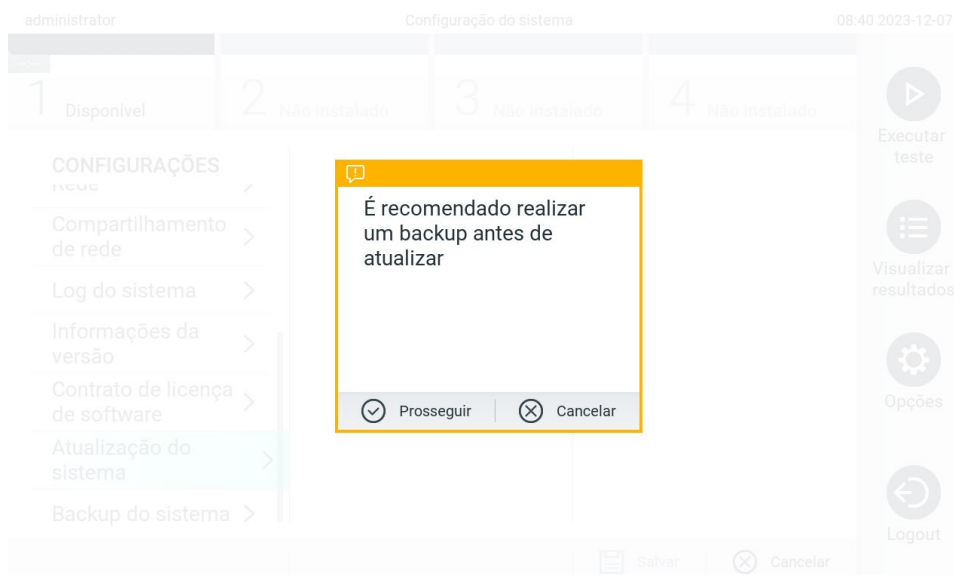 administrator
Configuração do sistema
08:40 2023-12-07
1 Disponível
2 Não instalado
3 Não instalado
4 Não instalado
Executar
teste
CONFIGURAÇÕES
Rede
Compartilhamento
de rede
Log do sistema
Informações da
versão
Contrato de licença
de software
Atualização do
sistema
Backup do sistema
É recomendado realizar
um backup antes de
atualizar
Prosseguir
Cancelar
Visualizar
resultados
Opções
Logout
Salvar
Cancelar